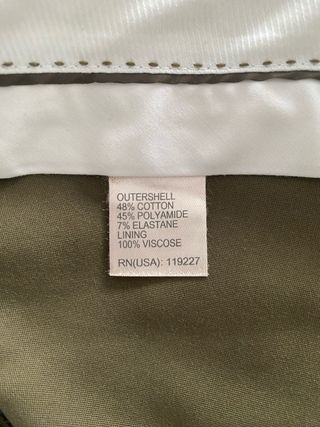 OUTERSHELL
48% COTTON
45% POLYAMIDE
7% ELASTANE
LINING
100% VISCOSE
RN(USA): 119227